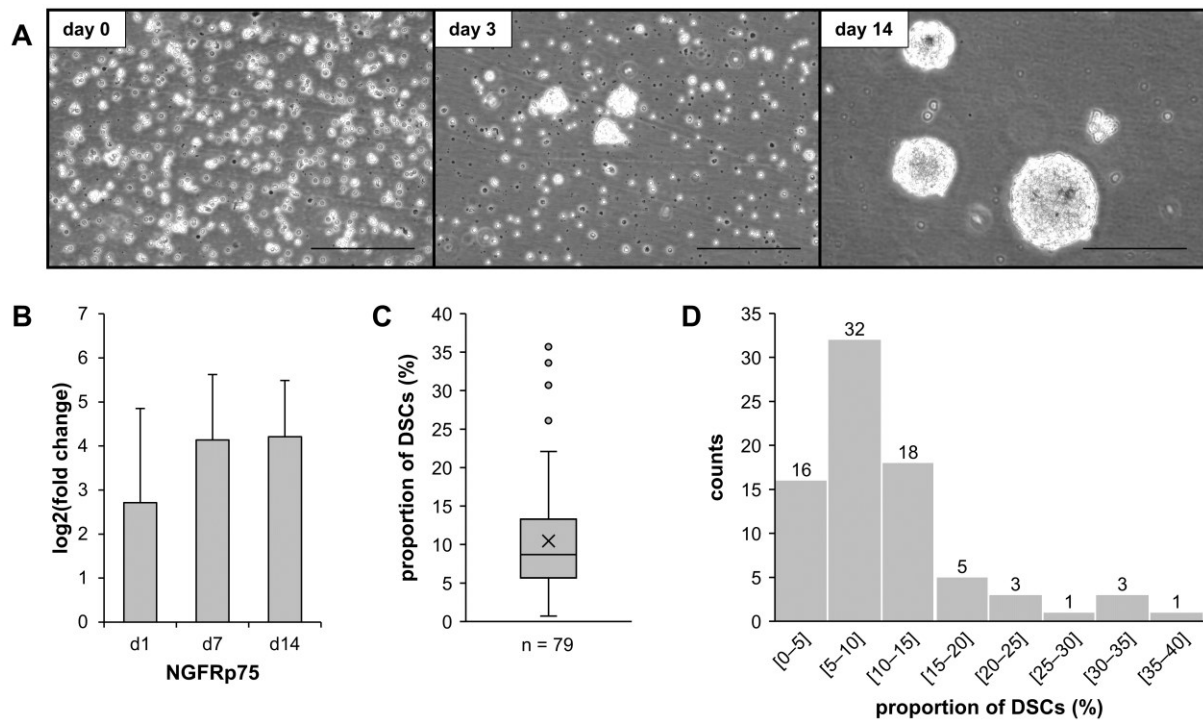 A
day 0
day 3
day 14
B
log2(fold change)
7
6
5
4
3
2
1
0
d1 d7 d14
NGFRp75
C
proportion of DSCs (%)
40
35
30
25
20
15
10
5
0
n = 79
D
counts
35
30
25
20
15
10
5
0
16
32
18
5
3
1
3
1
[0–5]
[5–10]
[10–15]
[15–20]
[20–25]
[25–30]
[30–35]
[35–40]
proportion of DSCs (%)